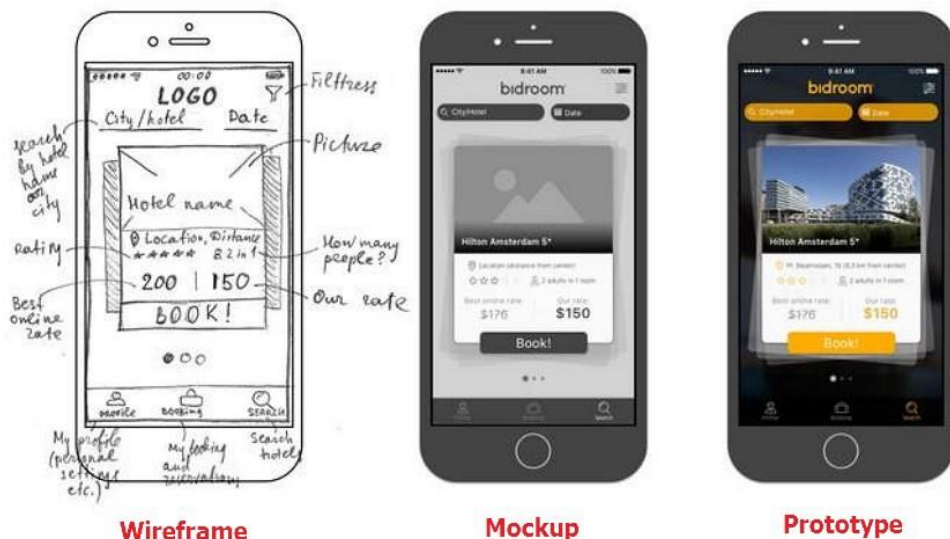 00:00
LOGO
Filtress
City/hotel
Date
search
by hotel
name
our
city
Picture
Hotel name
Location, Distance
2 in 1
rating
How many
people?
200 | 150
Best
online
rate
Our rate
BOOK!
PROFILE
BOOKING
SEARCH
My profile
(personal
settings
etc.)
My booking
and
reservations
Search
hotels
Wireframe
9:41 AM
100%
bidroom
City/Hotel
Date
Hilton Amsterdam 5*
Location (distance from center)
2 adults in 1 room
Best online rate:
Our rate:
$176
$150
Book!
Search
Mockup
9:41 AM
100%
bidroom
City/Hotel
Date
Hilton Amsterdam 5*
2 adults in 1 room
Best online rate:
Our rate:
$176
$150
Book!
Search
Prototype